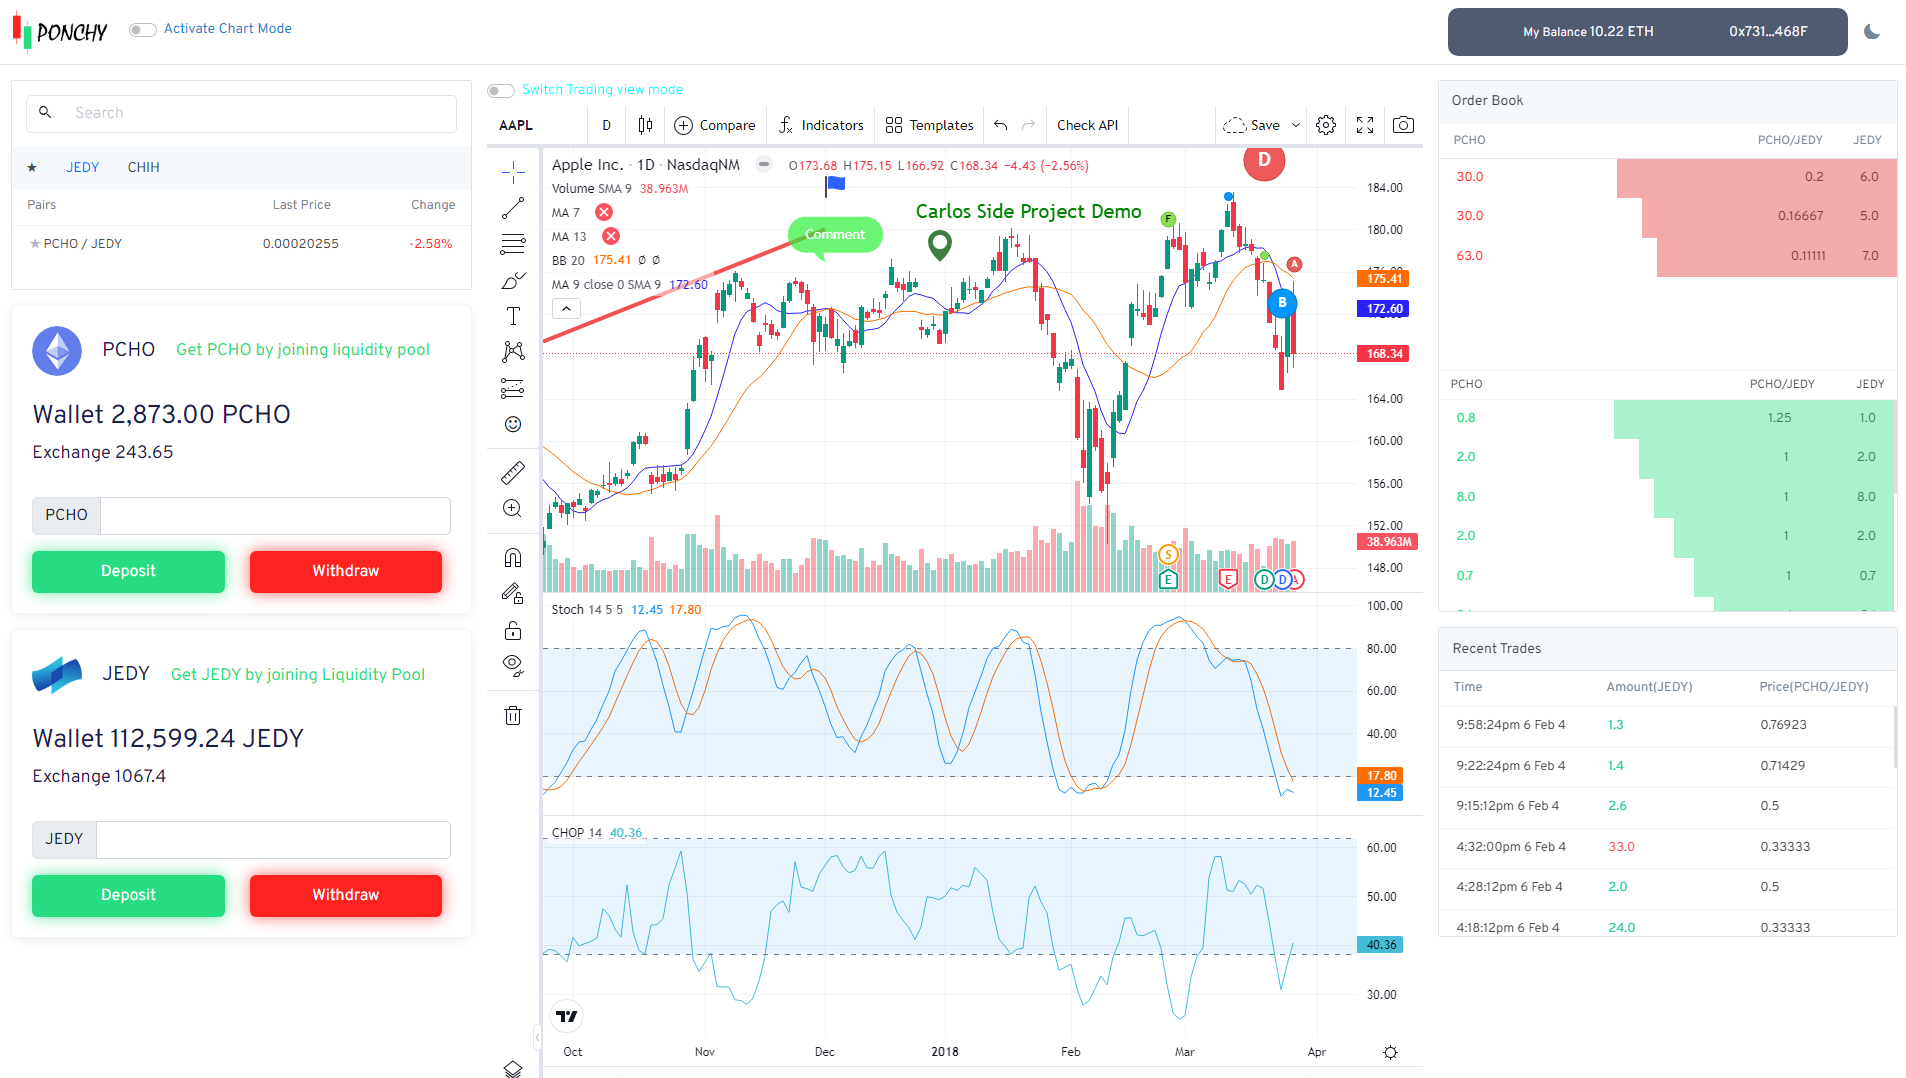 PONCHY
Activate Chart Mode
My Balance 10.22 ETH
0x731...468F
Search
★ JEDY CHIH
Pairs Last Price Change
★ PCHO / JEDY 0.00020255 -2.58%
PCHO Get PCHO by joining liquidity pool
Wallet 2,873.00 PCHO
Exchange 243.65
PCHO
Deposit Withdraw
JEDY Get JEDY by joining Liquidity Pool
Wallet 112,599.24 JEDY
Exchange 1067.4
JEDY
Deposit Withdraw
Switch Trading view mode
AAPL D Compare Indicators Templates Check API Save
Apple Inc. · 1D · NasdaqNM O173.68 H175.15 L166.92 C168.34 -4.43 (-2.56%)
Volume SMA 9 38.963M
MA 7
MA 13
BB 20 175.41 Ø Ø
MA 9 close 0 SMA 9 172.60
Comment
Carlos Side Project Demo
D
F
A
B
S
E E D D A
184.00
180.00
175.41
172.60
168.34
164.00
160.00
156.00
152.00
38.963M
148.00
Stoch 14 5 5 12.45 17.80
100.00
80.00
60.00
40.00
17.80
12.45
CHOP 14 40.36
60.00
50.00
40.36
30.00
Oct Nov Dec 2018 Feb Mar Apr
Order Book
PCHO PCHO/JEDY JEDY
30.0 0.2 6.0
30.0 0.16667 5.0
63.0 0.11111 7.0
PCHO PCHO/JEDY JEDY
0.8 1.25 1.0
2.0 1 2.0
8.0 1 8.0
2.0 1 2.0
0.7 1 0.7
Recent Trades
Time Amount(JEDY) Price(PCHO/JEDY)
9:58:24pm 6 Feb 4 1.3 0.76923
9:22:24pm 6 Feb 4 1.4 0.71429
9:15:12pm 6 Feb 4 2.6 0.5
4:32:00pm 6 Feb 4 33.0 0.33333
4:28:12pm 6 Feb 4 2.0 0.5
4:18:12pm 6 Feb 4 24.0 0.33333